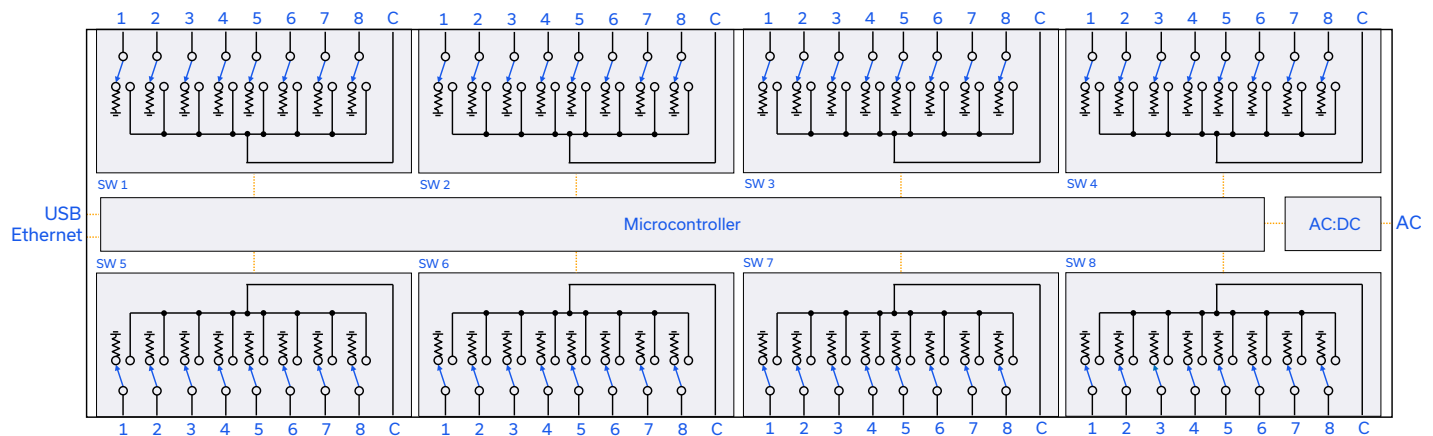 1 2 3 4 5 6 7 8 C 1 2 3 4 5 6 7 8 C 1 2 3 4 5 6 7 8 C 1 2 3 4 5 6 7 8 C
SW 1 SW 2 SW 3 SW 4
USB
Ethernet
Microcontroller
AC:DC
AC
SW 5 SW 6 SW 7 SW 8
1 2 3 4 5 6 7 8 C 1 2 3 4 5 6 7 8 C 1 2 3 4 5 6 7 8 C 1 2 3 4 5 6 7 8 C